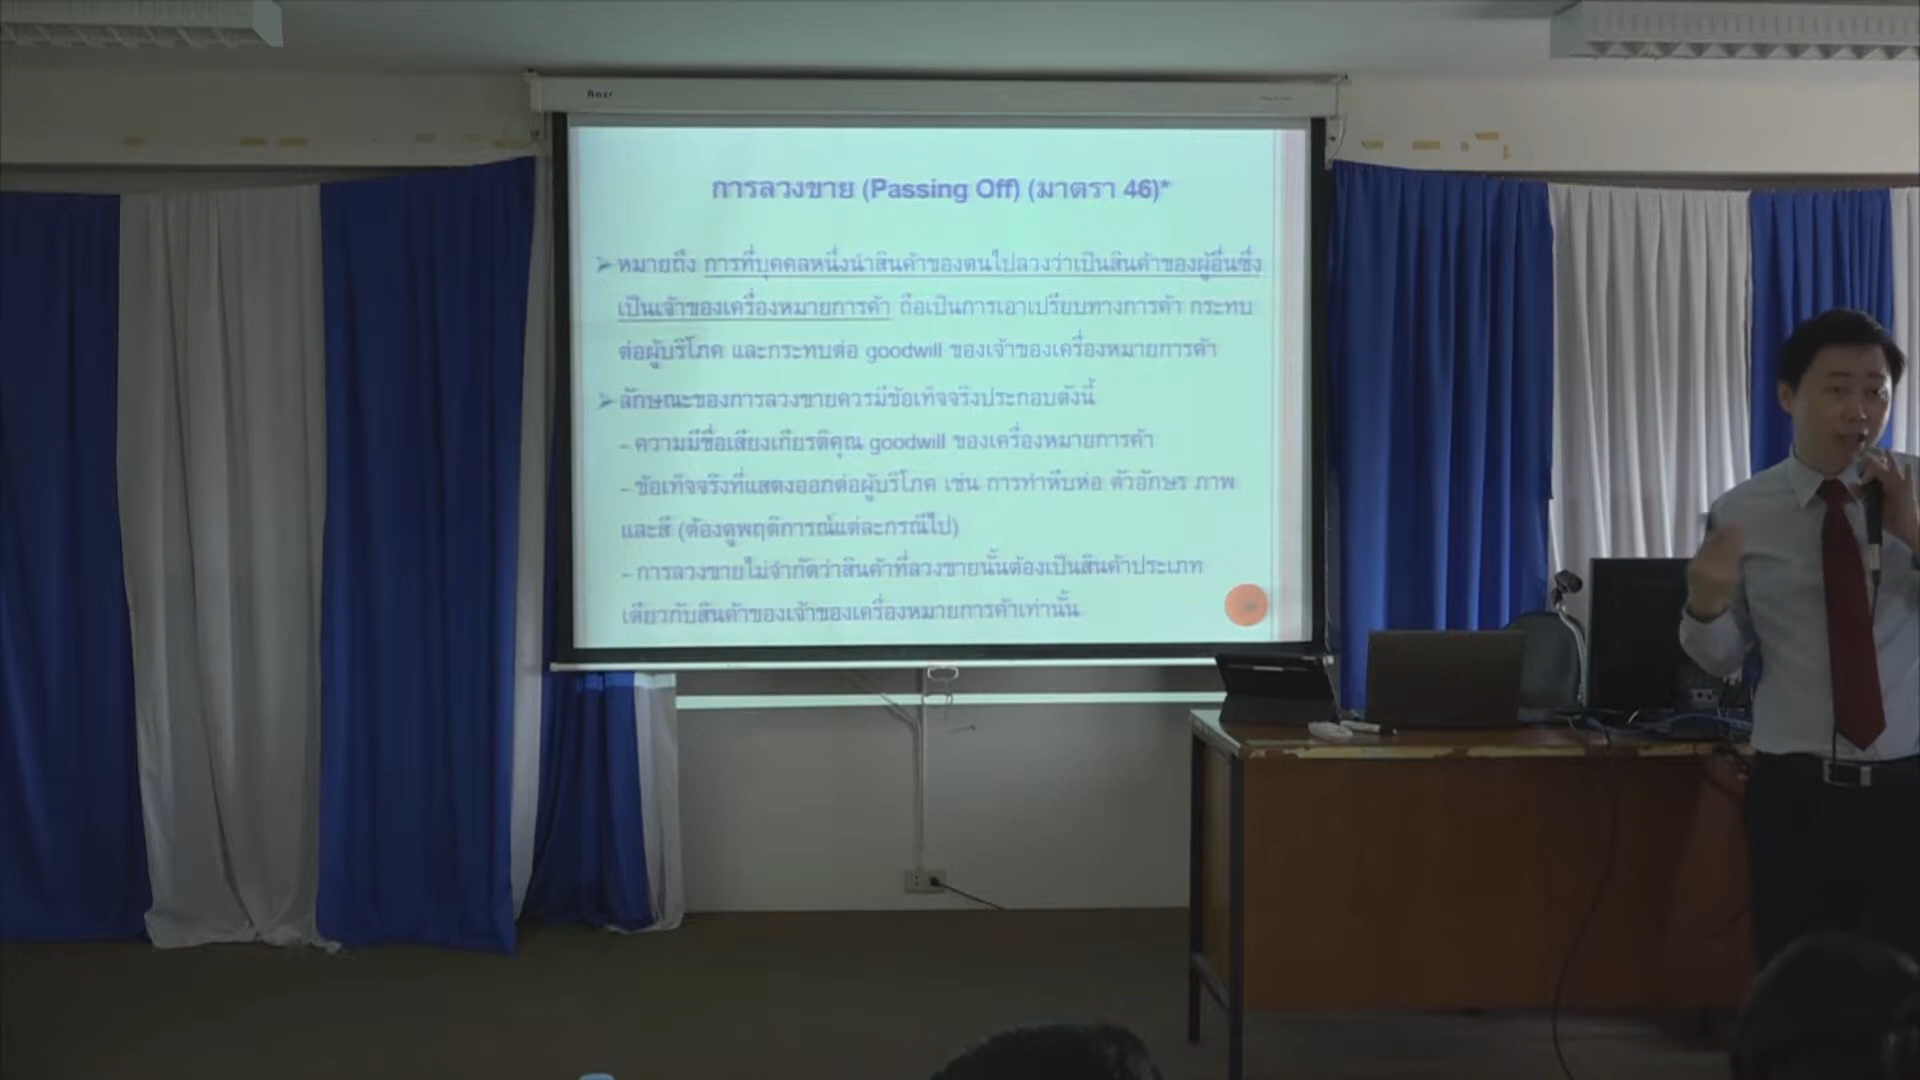 การลวงขาย (Passing Off) (มาตรา 46)*
➢ หมายถึง การที่บุคคลหนึ่งนำสินค้าของตนไปลวงว่าเป็นสินค้าของผู้อื่นซึ่ง
เป็นเจ้าของเครื่องหมายการค้า ถือเป็นการเอาเปรียบทางการค้า กระทบ
ต่อผู้บริโภค และกระทบต่อ goodwill ของเจ้าของเครื่องหมายการค้า
➢ ลักษณะของการลวงขายควรมีข้อเท็จจริงประกอบดังนี้
- ความมีชื่อเสียงเกียรติคุณ goodwill ของเครื่องหมายการค้า
- ข้อเท็จจริงที่แสดงออกต่อผู้บริโภค เช่น การทำหีบห่อ ตัวอักษร ภาพ
และสี (ต้องดูพฤติการณ์แต่ละกรณีไป)
- การลวงขายไม่จำกัดว่าสินค้าที่ลวงขายนั้นต้องเป็นสินค้าประเภท
เดียวกับสินค้าของเจ้าของเครื่องหมายการค้าเท่านั้น